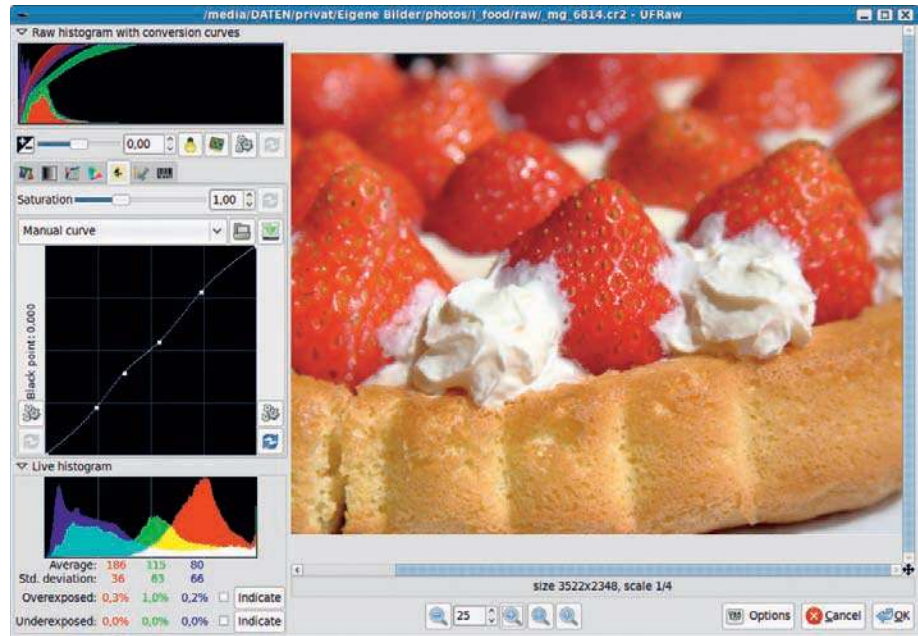 /media/DATEN/privat/Eigene Bilder/photos/!_food/raw/_mg_6814.cr2 - UFRaw
Raw histogram with conversion curves
0,00
Saturation 1,00
Manual curve
Black point: 0,000
Live histogram
Average: 186 115 80
Std. deviation: 36 63 66
Overexposed: 0,3% 1,0% 0,2% Indicate
Underexposed: 0,0% 0,0% 0,0% Indicate
size 3522x2348, scale 1/4
25
Options
Cancel
OK